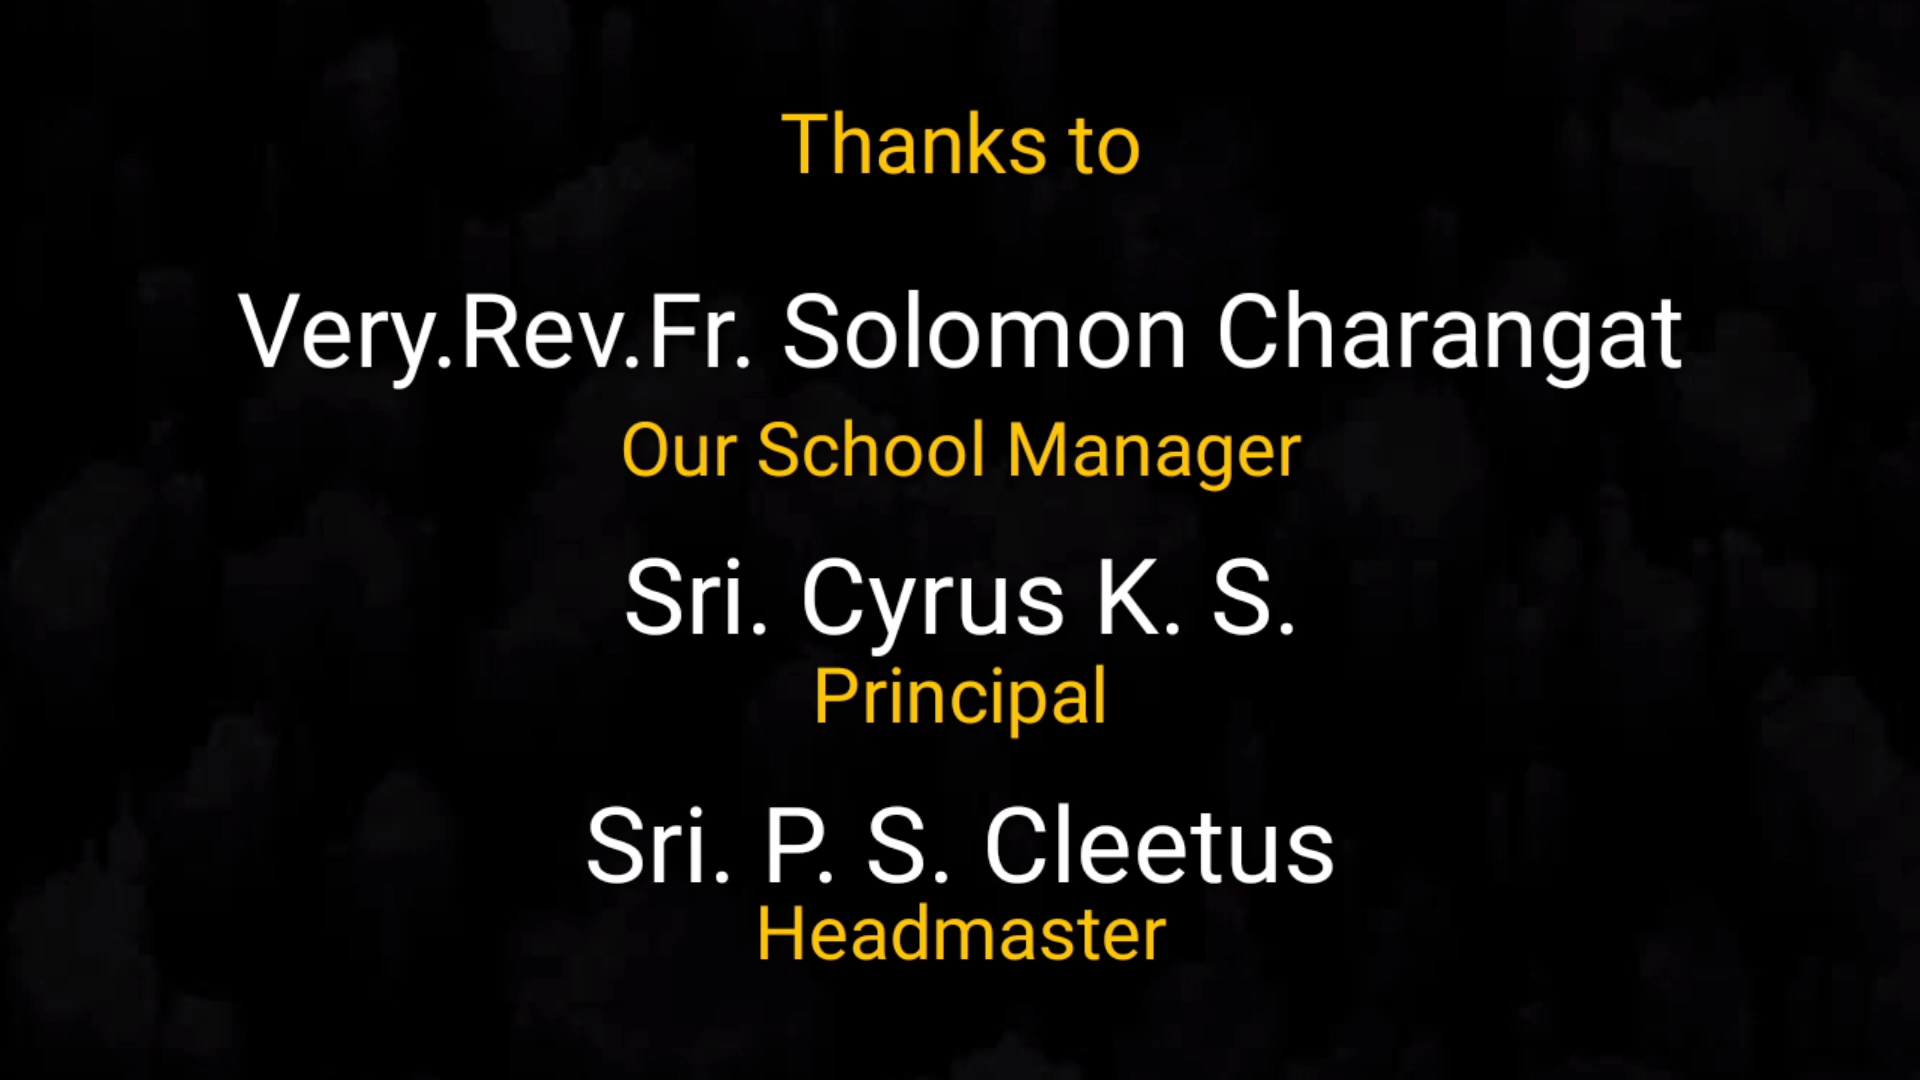 Thanks to
Very.Rev.Fr. Solomon Charangat
Our School Manager
Sri. Cyrus K. S.
Principal
Sri. P. S. Cleetus
Headmaster